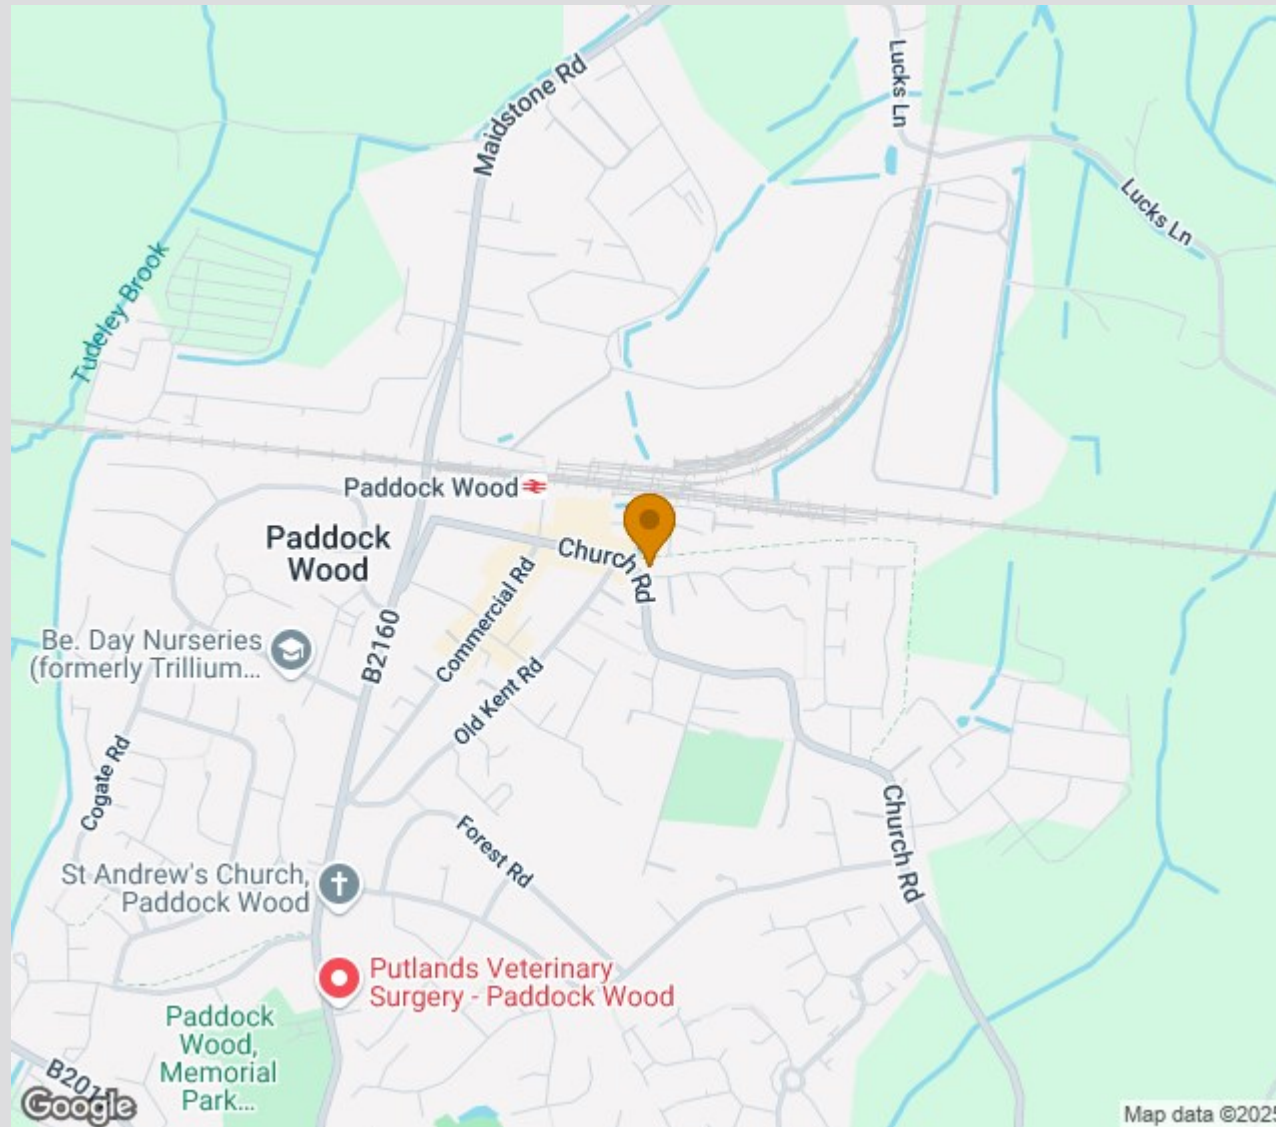 Maidstone Rd
Lucks Ln
Lucks Ln
Tudeley Brook
Paddock Wood
Paddock
Wood
Church Rd
Commercial Rd
B2160
Be. Day Nurseries
(formerly Trillium...
Old Kent Rd
Cogate Rd
Forest Rd
Church Rd
St Andrew's Church,
Paddock Wood
Putlands Veterinary
Surgery - Paddock Wood
Paddock
Wood,
Memorial
Park...
Google
Map data ©2025